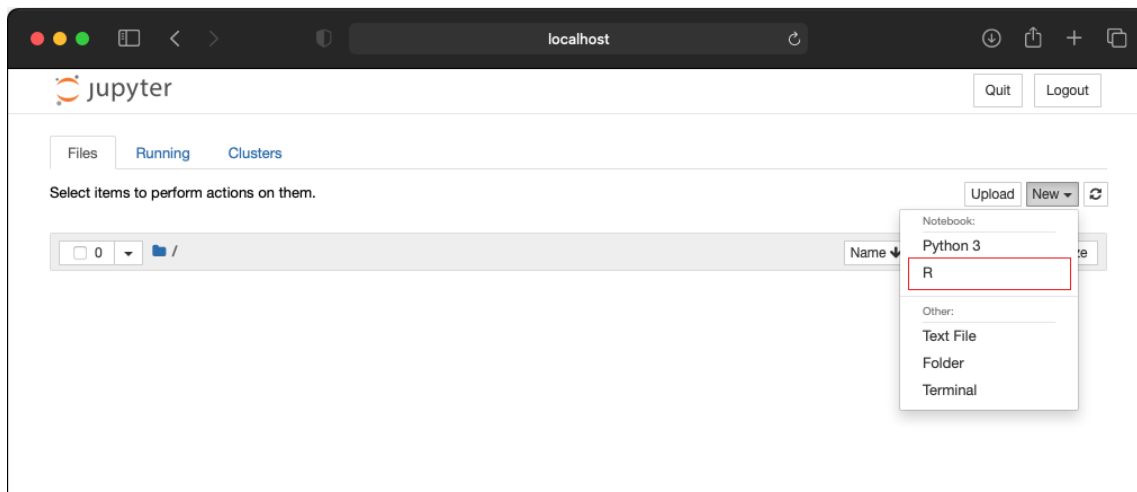 localhost
jupyter
Quit Logout
Files Running Clusters
Select items to perform actions on them.
Upload New
0 / Name
Notebook:
Python 3
R
Other:
Text File
Folder
Terminal